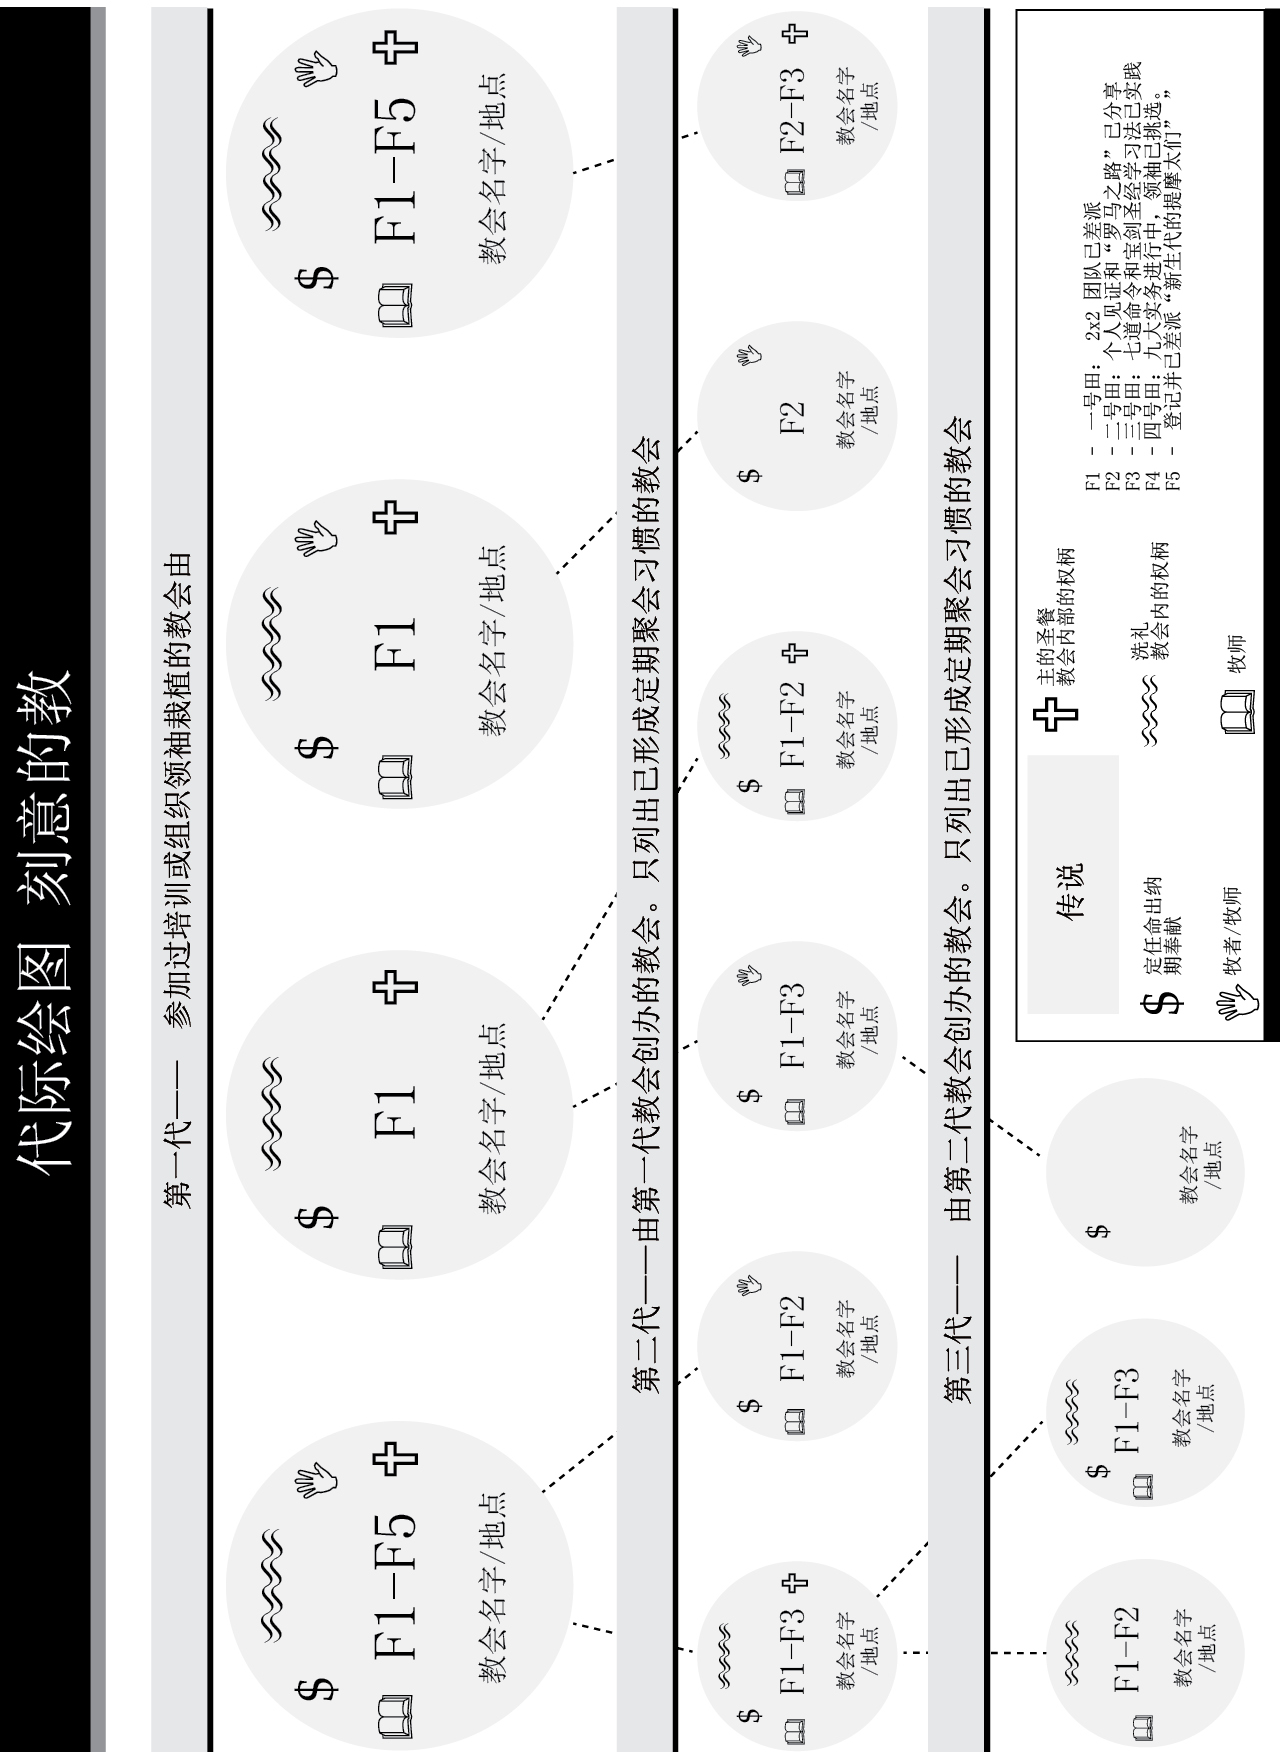 代际绘图 刻意的教
第一代—— 参加过培训或组织领袖栽植的教会由
$
F1-F5
教会名字/地点
$
F1
教会名字/地点
$
F1
教会名字/地点
$
F1-F5
教会名字/地点
第二代——由第一代教会创办的教会。只列出已形成定期聚会习惯的教会
$
F1-F3
教会名字
/地点
$
F1-F2
教会名字
/地点
$
F1-F3
教会名字
/地点
$
F1-F2
教会名字
/地点
$
F2
教会名字
/地点
F2-F3
教会名字
/地点
第三代—— 由第二代教会创办的教会。只列出已形成定期聚会习惯的教会
F1-F2
教会名字
/地点
$
F1-F3
教会名字
/地点
$
教会名字
/地点
传说
$
定任命出纳
期奉献
牧者/牧师
主的圣餐
教会内部的权柄
洗礼
教会内的权柄
牧师
F1 - 一号田: 2x2 团队已差派
F2 - 二号田: 个人见证和“罗马之路”已分享
F3 - 三号田: 七道命令和宝剑圣经学习法已实践
F4 - 四号田: 九大实务进行中, 领袖已挑选。
F5 - 登记并已差派“新生代的提摩太们””